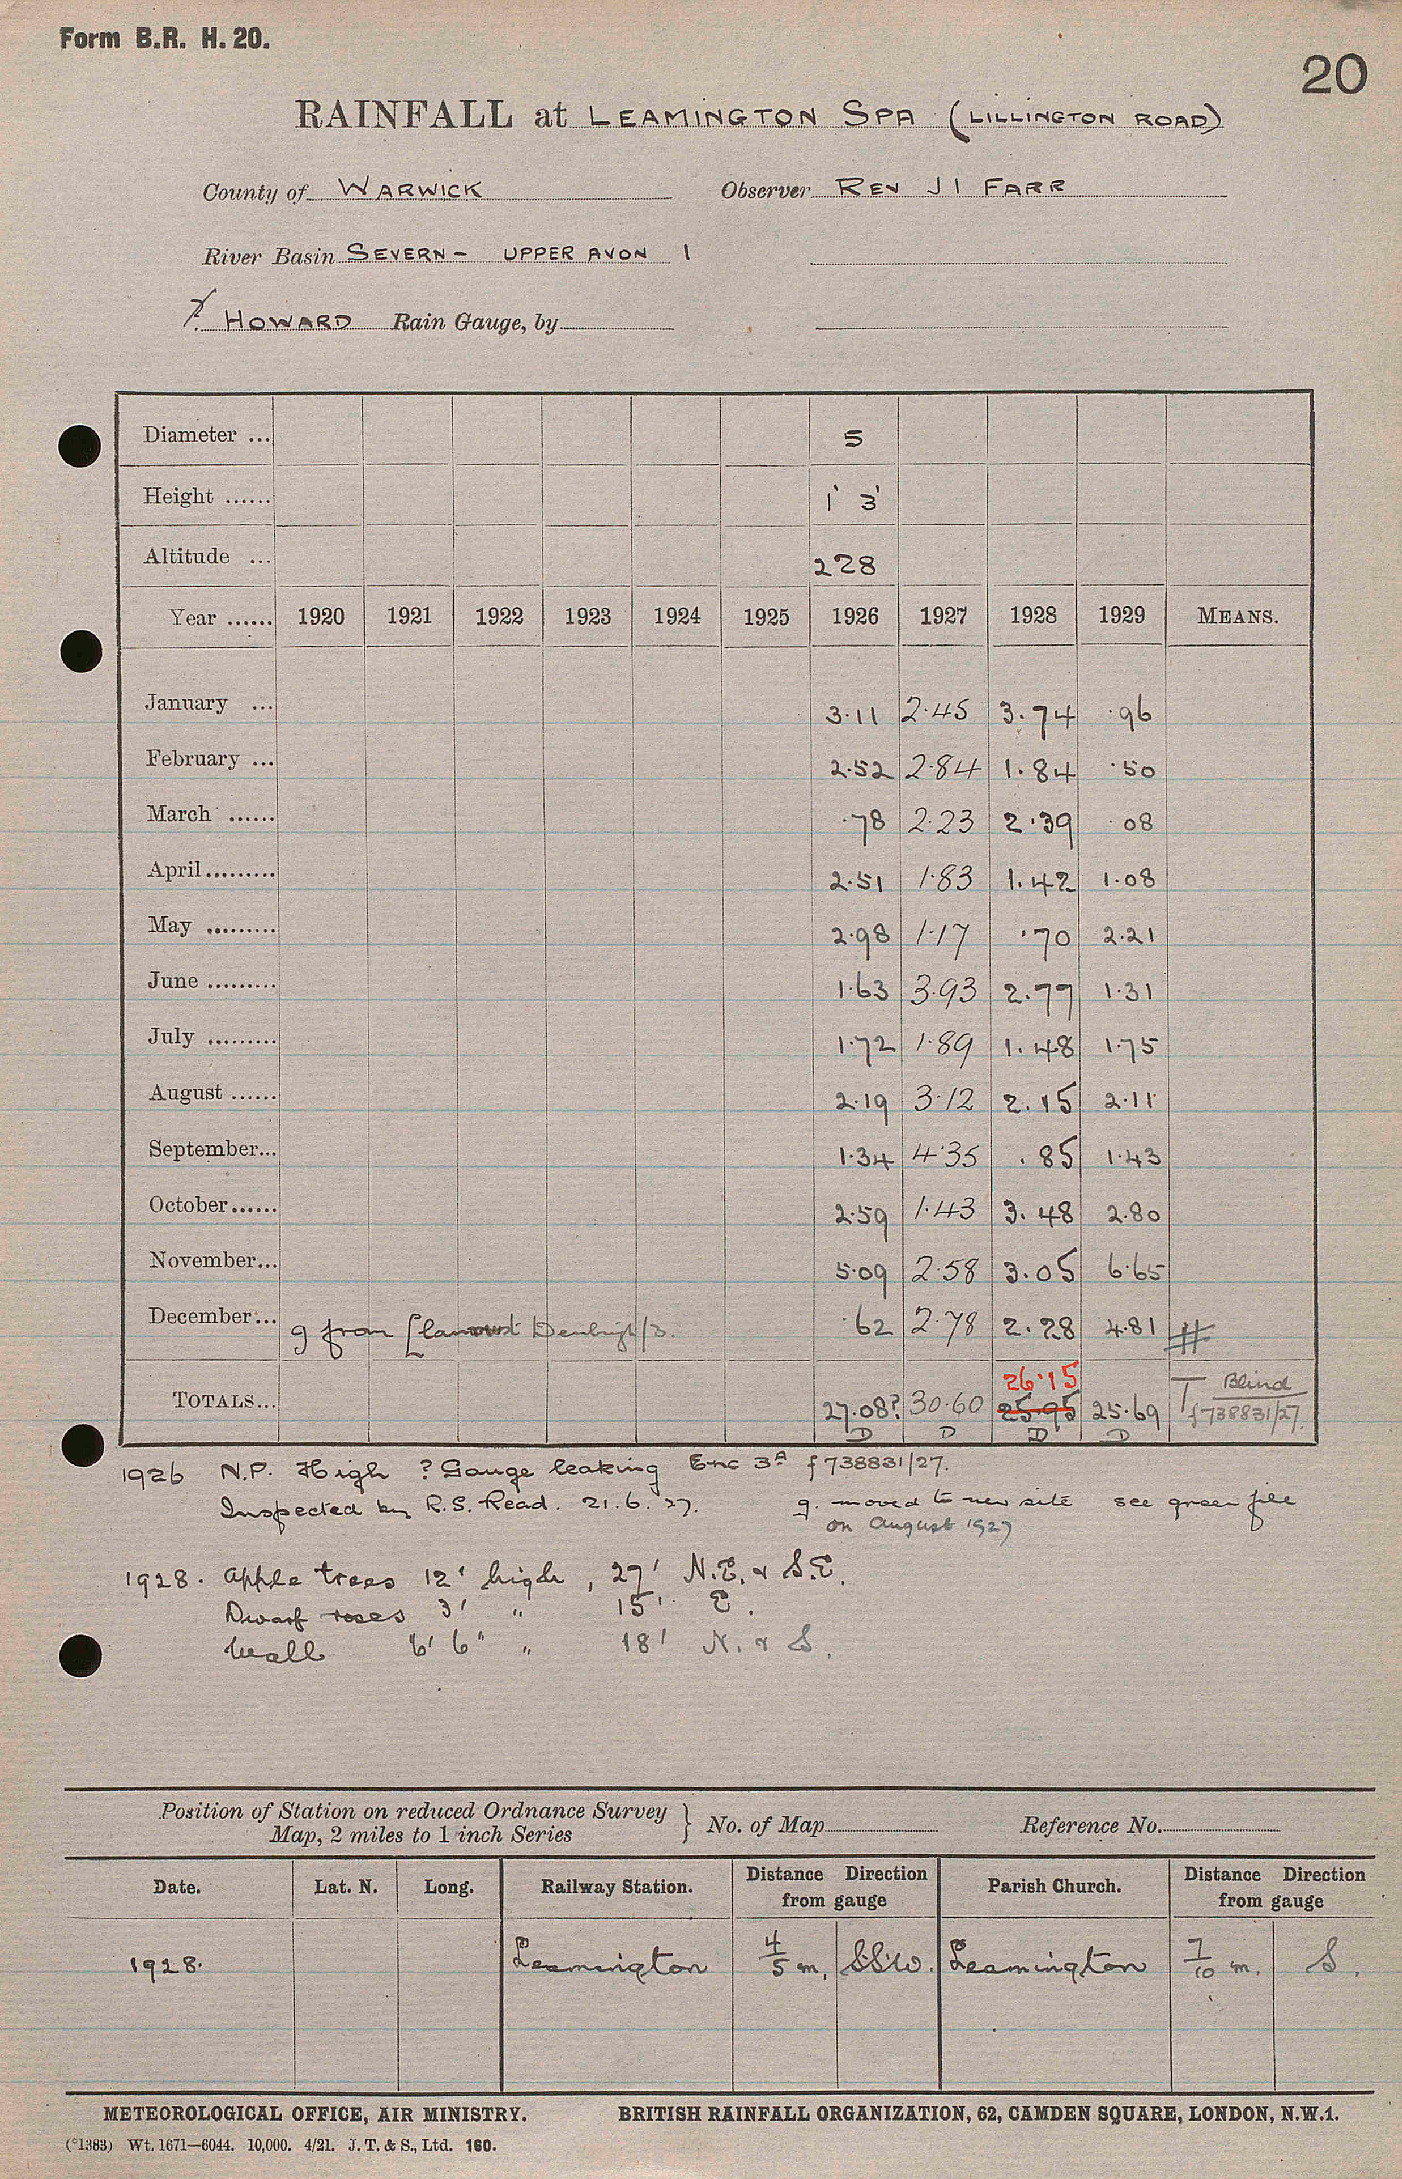 Form B.R. H. 20.
20
RAINFALL at LEAMINGTON SPA (LILLINGTON ROAD)
County of WARWICK Observer REV J I FARR
River Basin SEVERN - UPPER AVON 1
HOWARD Rain Gauge, by
Diameter ... 5
Height ...... 1' 3'
Altitude ... 228
Year ...... 1920 1921 1922 1923 1924 1925 1926 1927 1928 1929 MEANS.
January ... 3·11 2·45 3.74 ·96
February ... 2·52 2·84 1.84 ·50
March ...... ·78 2·23 2·39 ·08
April ......... 2·51 1·83 1.42 1·08
May ......... 2·98 1·17 ·70 2·21
June ......... 1·63 3·93 2.77 1·31
July ......... 1·72 1·89 1.48 1·75
August ...... 2·19 3·12 2.15 2·11
September... 1·34 4·35 .85 1·43
October...... 2·59 1·43 3.48 2·80
November... 5·09 2·58 3.05 6·65
December... g from Denbigh/3. ·62 2·78 2.28 4·81 #
26·15
TOTALS... 27.08? 30·60 25.95 25·69 T Blind f738831/27.
D D D D
1926 N.P. High ? Gauge leaking Enc 3A f738831/27.
Inspected by R.S. Read. 21.6.27. g. moved to new site see green file
on August 1927
1928. Apple trees 12' high, 27' N.E. & S.E.
Dwarf roses 3' " 15' E.
Wall 6' 6" " 18' N. & S.
Position of Station on reduced Ordnance Survey
Map, 2 miles to 1 inch Series } No. of Map Reference No.
Date. Lat. N. Long. Railway Station. Distance Direction from gauge Parish Church. Distance Direction from gauge
1928. Leamington 4/5 m. SSW. Leamington 7/10 m. S.
METEOROLOGICAL OFFICE, AIR MINISTRY. BRITISH RAINFALL ORGANIZATION, 62, CAMDEN SQUARE, LONDON, N.W.1.
(°1383) Wt. 1671—6044. 10,000. 4/21. J. T. & S., Ltd. 160.